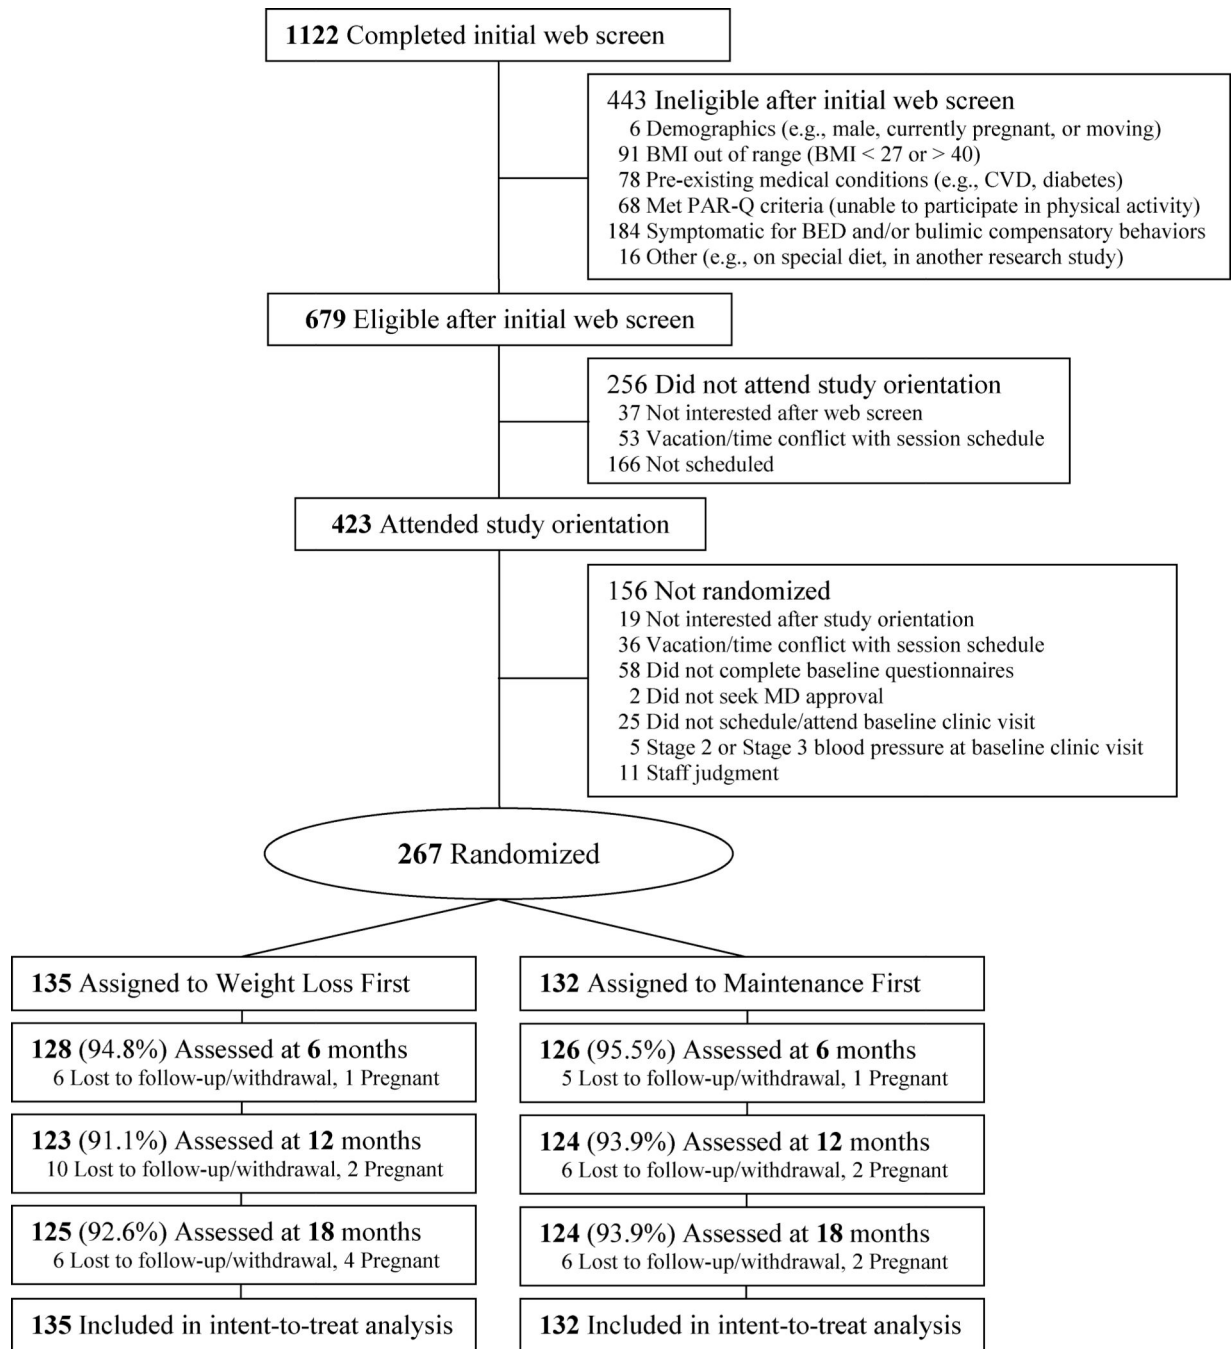 1122 Completed initial web screen
443 Ineligible after initial web screen
6 Demographics (e.g., male, currently pregnant, or moving)
91 BMI out of range (BMI < 27 or > 40)
78 Pre-existing medical conditions (e.g., CVD, diabetes)
68 Met PAR-Q criteria (unable to participate in physical activity)
184 Symptomatic for BED and/or bulimic compensatory behaviors
16 Other (e.g., on special diet, in another research study)
679 Eligible after initial web screen
256 Did not attend study orientation
37 Not interested after web screen
53 Vacation/time conflict with session schedule
166 Not scheduled
423 Attended study orientation
156 Not randomized
19 Not interested after study orientation
36 Vacation/time conflict with session schedule
58 Did not complete baseline questionnaires
2 Did not seek MD approval
25 Did not schedule/attend baseline clinic visit
5 Stage 2 or Stage 3 blood pressure at baseline clinic visit
11 Staff judgment
267 Randomized
135 Assigned to Weight Loss First
128 (94.8%) Assessed at 6 months
6 Lost to follow-up/withdrawal, 1 Pregnant
123 (91.1%) Assessed at 12 months
10 Lost to follow-up/withdrawal, 2 Pregnant
125 (92.6%) Assessed at 18 months
6 Lost to follow-up/withdrawal, 4 Pregnant
135 Included in intent-to-treat analysis
132 Assigned to Maintenance First
126 (95.5%) Assessed at 6 months
5 Lost to follow-up/withdrawal, 1 Pregnant
124 (93.9%) Assessed at 12 months
6 Lost to follow-up/withdrawal, 2 Pregnant
124 (93.9%) Assessed at 18 months
6 Lost to follow-up/withdrawal, 2 Pregnant
132 Included in intent-to-treat analysis